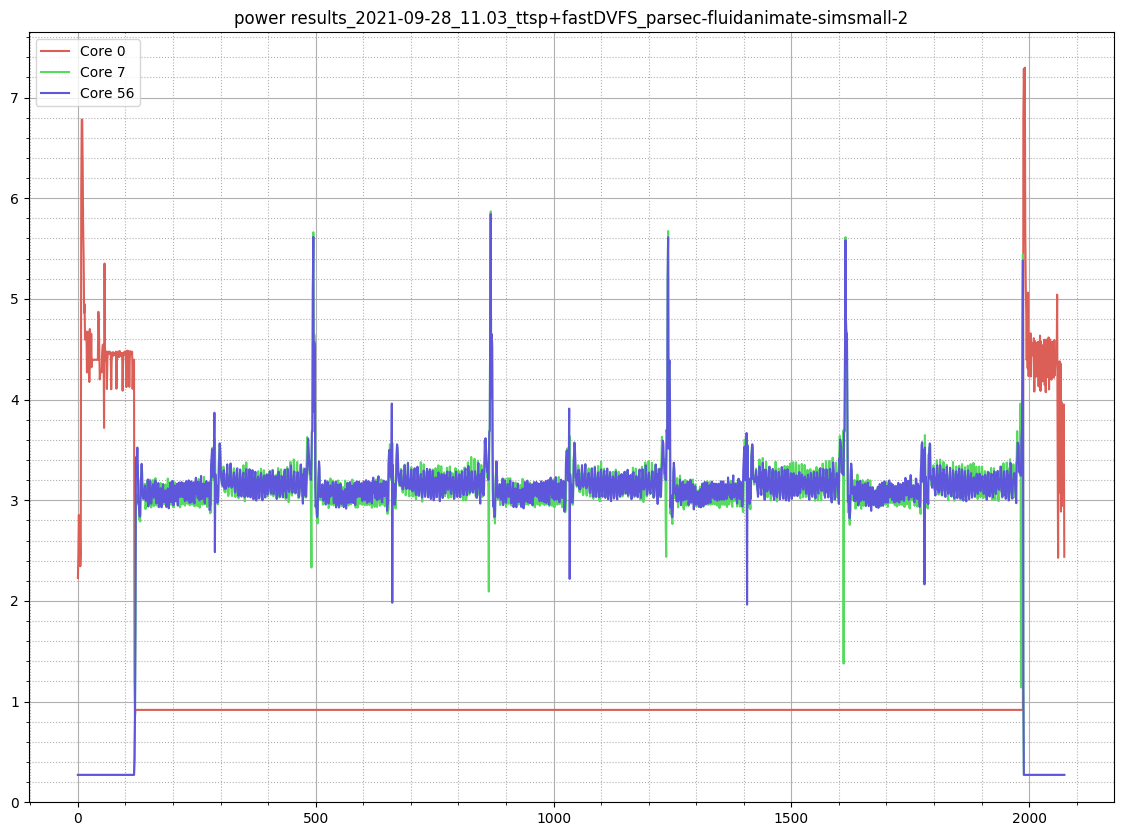 power results_2021-09-28_11.03_ttsp+fastDVFS_parsec-fluidanimate-simsmall-2
Core 0
Core 7
Core 56
7
6
5
4
3
2
1
0
0 500 1000 1500 2000